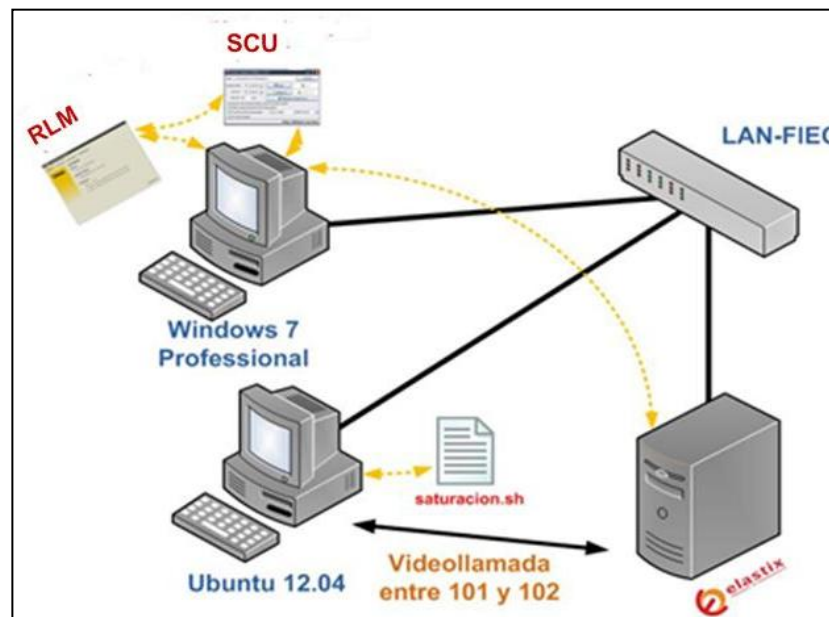 SCU
RLM
LAN-FIEC
Windows 7
Professional
saturacion.sh
Ubuntu 12.04
Videollamada
entre 101 y 102
elastix